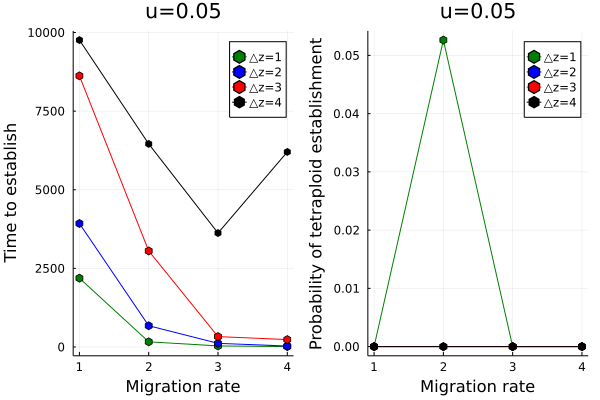 u=0.05
Time to establish
10000
7500
5000
2500
0
△z=1
△z=2
△z=3
△z=4
1 2 3 4
Migration rate
u=0.05
Probability of tetraploid establishment
0.05
0.04
0.03
0.02
0.01
0.00
△z=1
△z=2
△z=3
△z=4
1 2 3 4
Migration rate